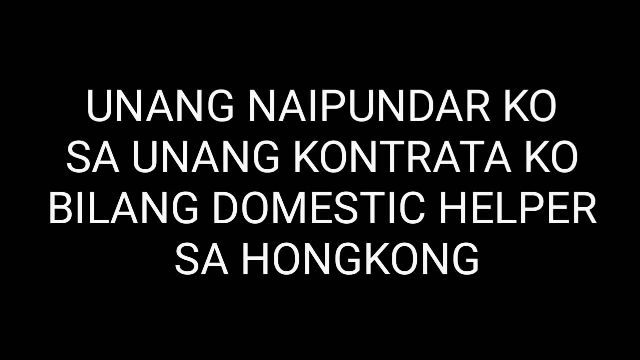 UNANG NAIPUNDAR KO
SA UNANG KONTRATA KO
BILANG DOMESTIC HELPER
SA HONGKONG